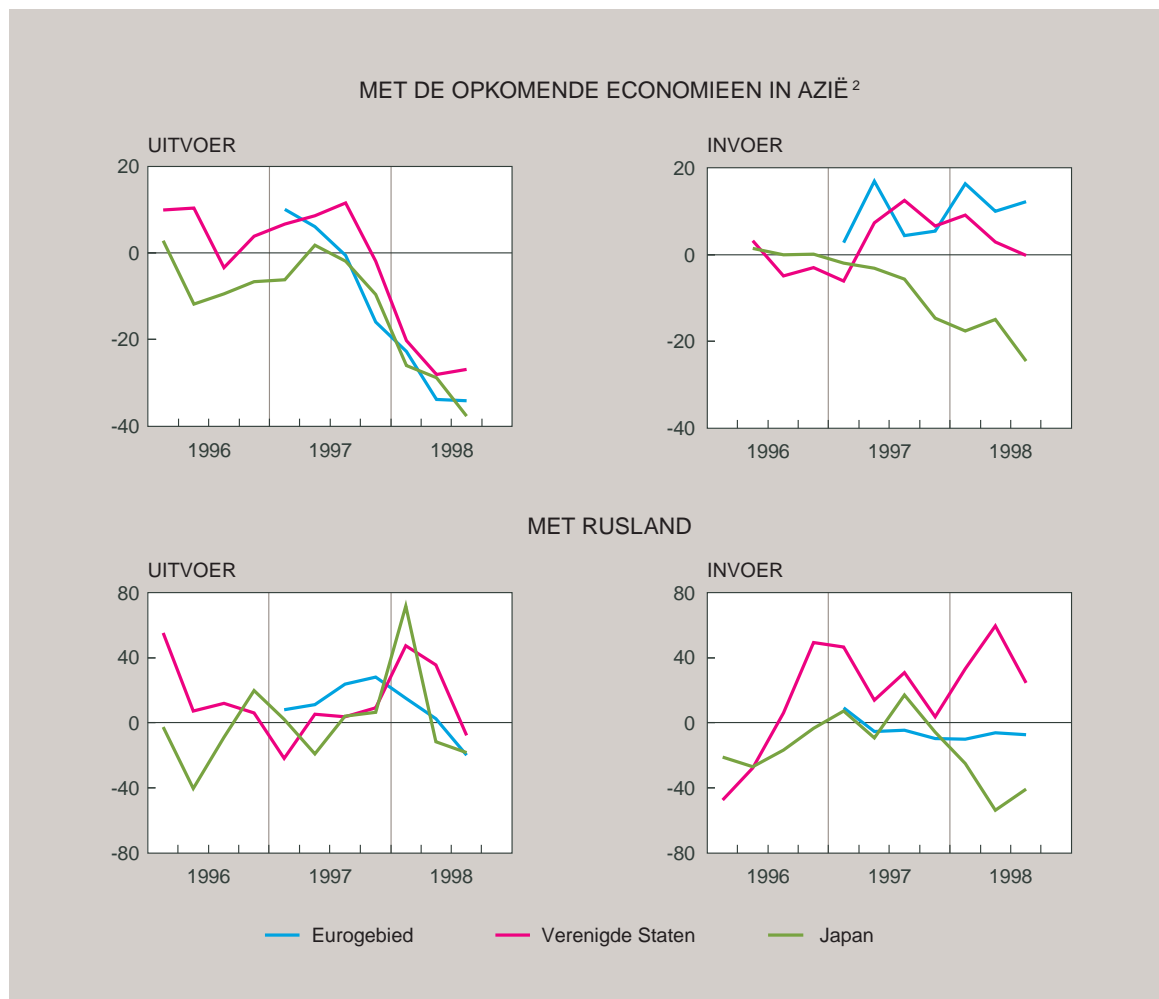 MET DE OPKOMENDE ECONOMIEEN IN AZIË 2
UITVOER
20
0
-20
-40
1996 1997 1998
INVOER
20
0
-20
-40
1996 1997 1998
MET RUSLAND
UITVOER
80
40
0
-40
-80
1996 1997 1998
INVOER
80
40
0
-40
-80
1996 1997 1998
Eurogebied Verenigde Staten Japan